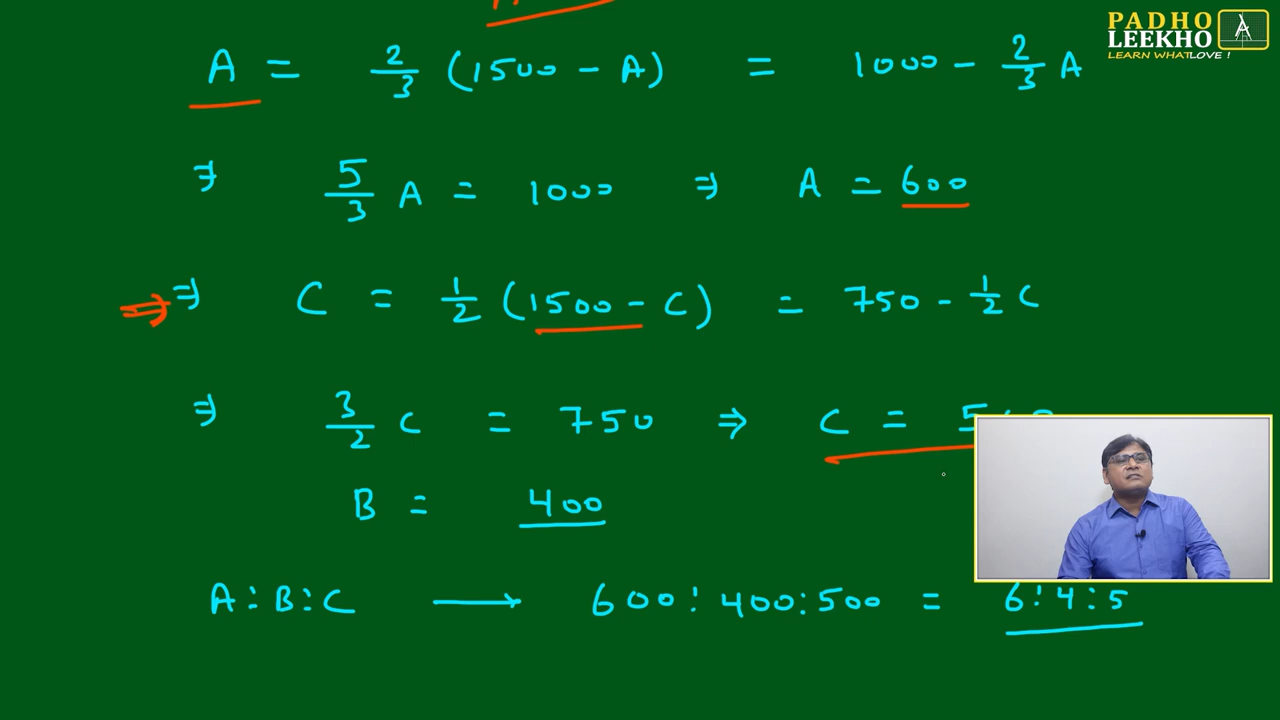 PADHO
LEEKHO
LEARN WHAT LOVE !
A = 2/3 (1500 - A) = 1000 - 2/3 A
⇒ 5/3 A = 1000 ⇒ A = 600
⇒ C = 1/2 (1500 - C) = 750 - 1/2 C
⇒ 3/2 C = 750 ⇒ C =
B = 400
A:B:C → 600:400:500 = 6:4:5